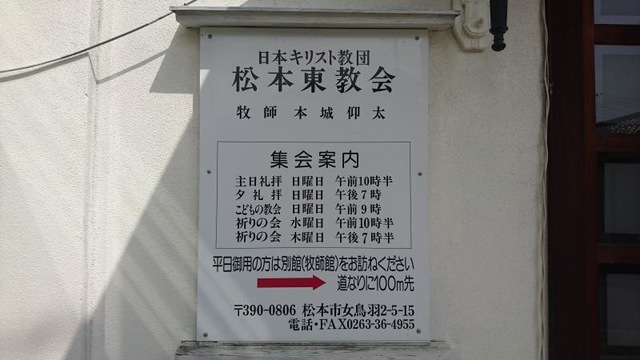 日本キリスト教団
松本東教会
牧師 本城仰太
集会案内
主日礼拝 日曜日 午前10時半
夕礼拝 日曜日 午後7時
こどもの教会 日曜日 午前9時
祈りの会 水曜日 午前10時半
祈りの会 木曜日 午後7時半
平日御用の方は別館(牧師館)をお訪ねください
道なりに100m先
〒390-0806 松本市女鳥羽2-5-15
電話・FAX0263-36-4955